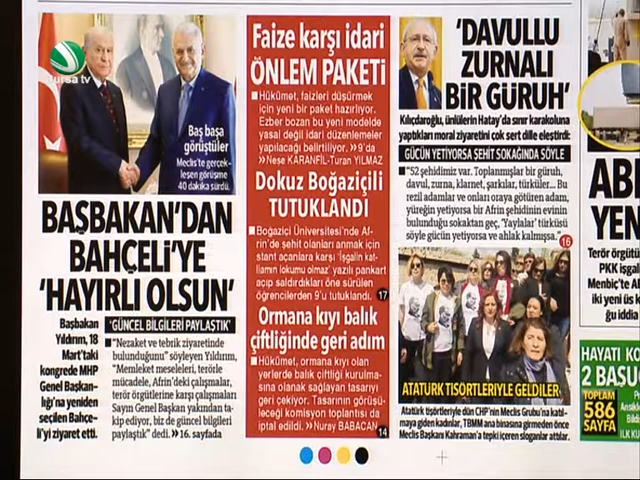 Bursa tv
Baş başa
görüştüler
Meclis'te gerçek-
leşen görüşme
40 dakika sürdü.
BAŞBAKAN'DAN
BAHÇELİ'YE
'HAYIRLI OLSUN'
Başbakan
Yıldırım, 18
Mart'taki
kongrede MHP
Genel Başkan-
lığı'na yeniden
seçilen Bahçe-
li'yi ziyaret etti.
'GÜNCEL BİLGİLERİ PAYLAŞTIK'
"Nezaket ve tebrik ziyaretinde
bulunduğunu" söyleyen Yıldırım,
"Memleket meseleleri, terörle
mücadele, Afrin'deki çalışmalar,
terör örgütlerine karşı çalışmaları
Sayın Genel Başkan yakından ta-
kip ediyor, biz de güncel bilgileri
paylaştık" dedi. »16. sayfada
Faize karşı idari
ÖNLEM PAKETİ
Hükûmet, faizleri düşürmek
için yeni bir paket hazırlıyor.
Ezber bozan bu yeni modelde
yasal değil idari düzenlemeler
yapılacağı belirtiliyor. »9'da
»Neşe KARANFİL-Turan YILMAZ
Dokuz Boğaziçili
TUTUKLANDI
Boğaziçi Üniversitesi'nde Af-
rin'de şehit olanları anmak için
stant açanlara karşı 'İşgalin kat-
liamın lokumu olmaz' yazılı pankart
açıp saldırdıkları öne sürülen
öğrencilerden 9'u tutuklandı.
17
Ormana kıyı balık
çiftliğinde geri adım
Hükûmet, ormana kıyı olan
yerlerde balık çiftliği kurulma-
sına olanak sağlayan tasarıyı
geri çekiyor. Tasarının görüşü-
leceği komisyon toplantısı da
iptal edildi. »Nuray BABACAN
14
'DAVULLU
ZURNALI
BİR GÜRUH'
Kılıçdaroğlu, ünlülerin Hatay'da sınır karakoluna
yaptıkları moral ziyaretini çok sert dille eleştirdi:
GÜCÜN YETİYORSA ŞEHİT SOKAĞINDA SÖYLE
"52 şehidimiz var. Toplanmışlar bir güruh,
davul, zurna, klarnet, şarkılar, türküler... Bu
rezil adamları ve onları oraya götüren adam,
yüreğin yetiyorsa bir Afrin şehidinin evinin
bulunduğu sokaktan geç, 'Yaylalar' türküsü
söyle gücün yetiyorsa ve ahlak kalmışsa."
16
ATATÜRK TİŞÖRTLERİYLE GELDİLER
Atatürk tişörtleriyle dün CHP'nin Meclis Grubu'na katıl-
maya giden kadınlar, TBMM ana binasına girmeden önce
Meclis Başkanı Kahraman'a tepki içeren sloganlar attılar.
YEN
Terör örgüt
PKK işgal
Menbiç'te A
iki yeni üs k
ğu iddia
HAYATI KO
2 BASUC
TOPLAM
586
SAYFA